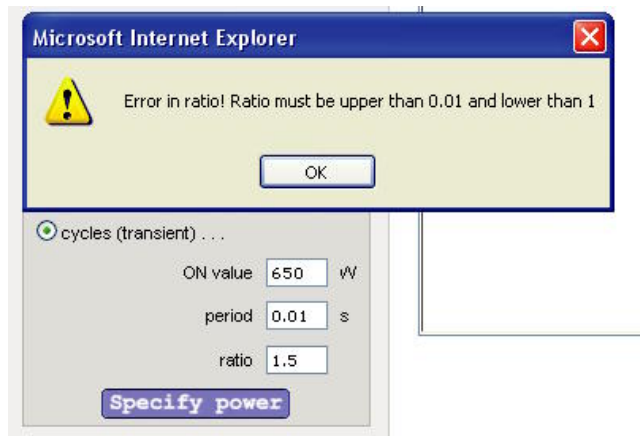 Microsoft Internet Explorer
Error in ratio! Ratio must be upper than 0.01 and lower than 1
OK
cycles (transient) . . .
ON value 650 W
period 0.01 s
ratio 1.5
Specify power